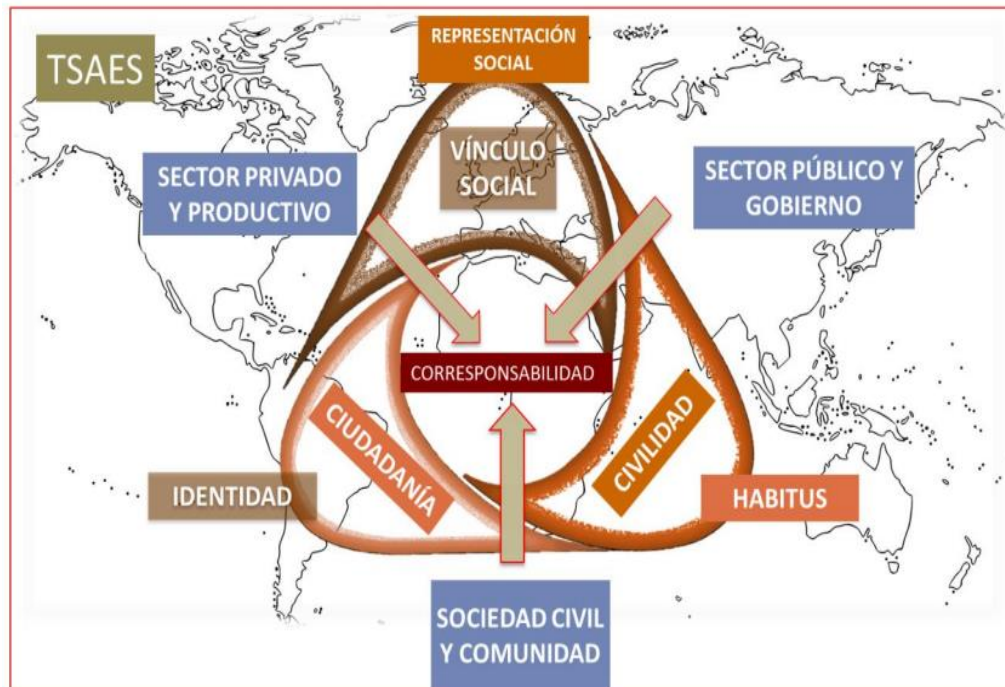 REPRESENTACIÓN
SOCIAL
TSAES
VÍNCULO
SOCIAL
SECTOR PRIVADO
Y PRODUCTIVO
SECTOR PÚBLICO Y
GOBIERNO
CORRESPONSABILIDAD
CIUDADANÍA
CIVILIDAD
IDENTIDAD
HABITUS
SOCIEDAD CIVIL
Y COMUNIDAD